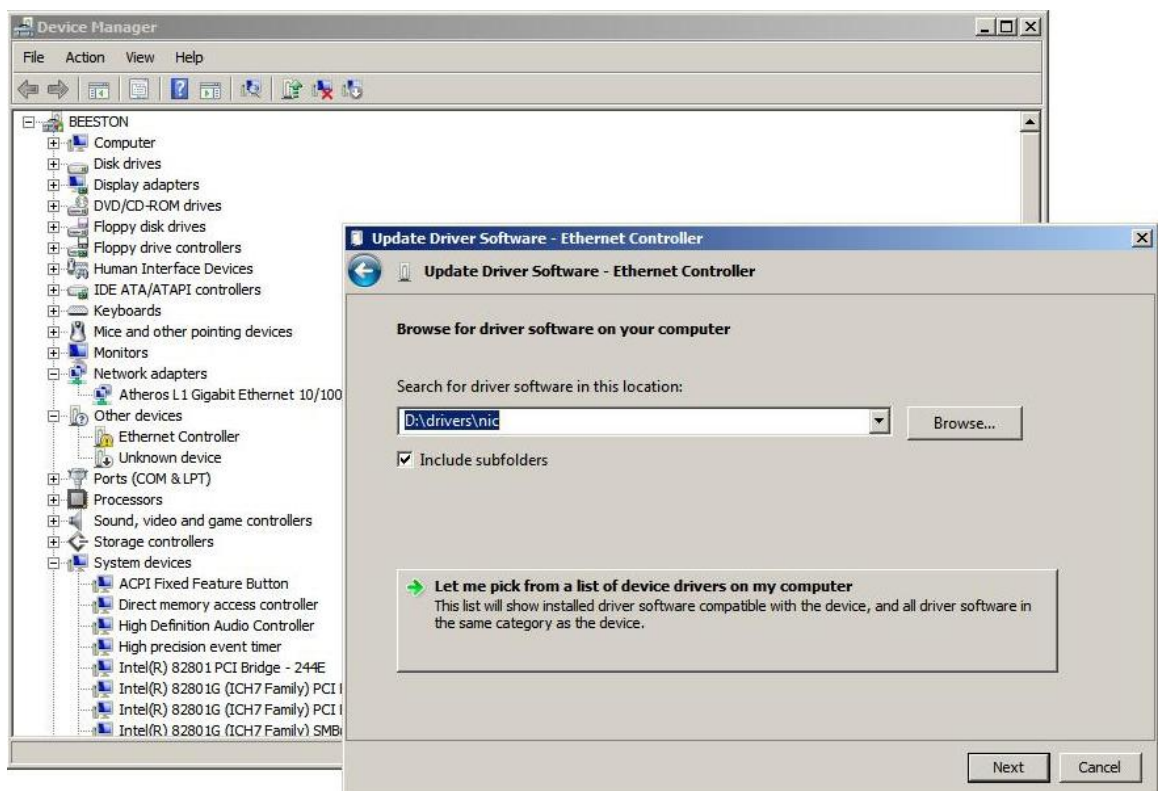 Device Manager
File Action View Help
BEESTON
Computer
Disk drives
Display adapters
DVD/CD-ROM drives
Floppy disk drives
Floppy drive controllers
Human Interface Devices
IDE ATA/ATAPI controllers
Keyboards
Mice and other pointing devices
Monitors
Network adapters
Atheros L1 Gigabit Ethernet 10/100
Other devices
Ethernet Controller
Unknown device
Ports (COM & LPT)
Processors
Sound, video and game controllers
Storage controllers
System devices
ACPI Fixed Feature Button
Direct memory access controller
High Definition Audio Controller
High precision event timer
Intel(R) 82801 PCI Bridge - 244E
Intel(R) 82801G (ICH7 Family) PCI
Intel(R) 82801G (ICH7 Family) PCI
Intel(R) 82801G (ICH7 Family)
Update Driver Software - Ethernet Controller
Update Driver Software - Ethernet Controller
Browse for driver software on your computer
Search for driver software in this location:
D:\drivers\nic
Browse...
Include subfolders
Let me pick from a list of device drivers on my computer
This list will show installed driver software compatible with the device, and all driver software in
the same category as the device.
Next Cancel